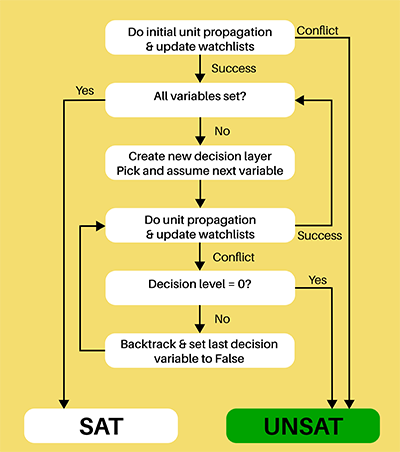 Do initial unit propagation
& update watchlists
Conflict
Success
Yes
All variables set?
No
Create new decision layer
Pick and assume next variable
Do unit propagation
& update watchlists
Success
Conflict
Decision level = 0?
Yes
No
Backtrack & set last decision
variable to False
SAT
UNSAT